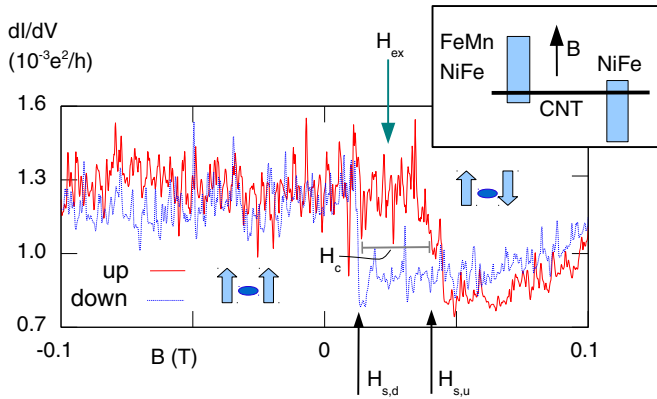 dI/dV
(10⁻³e²/h)
H_ex
FeMn
NiFe
B
NiFe
CNT
1.6
1.3
1.0
0.7
H_c
up
down
-0.1
B (T)
0
0.1
H_s,d
H_s,u